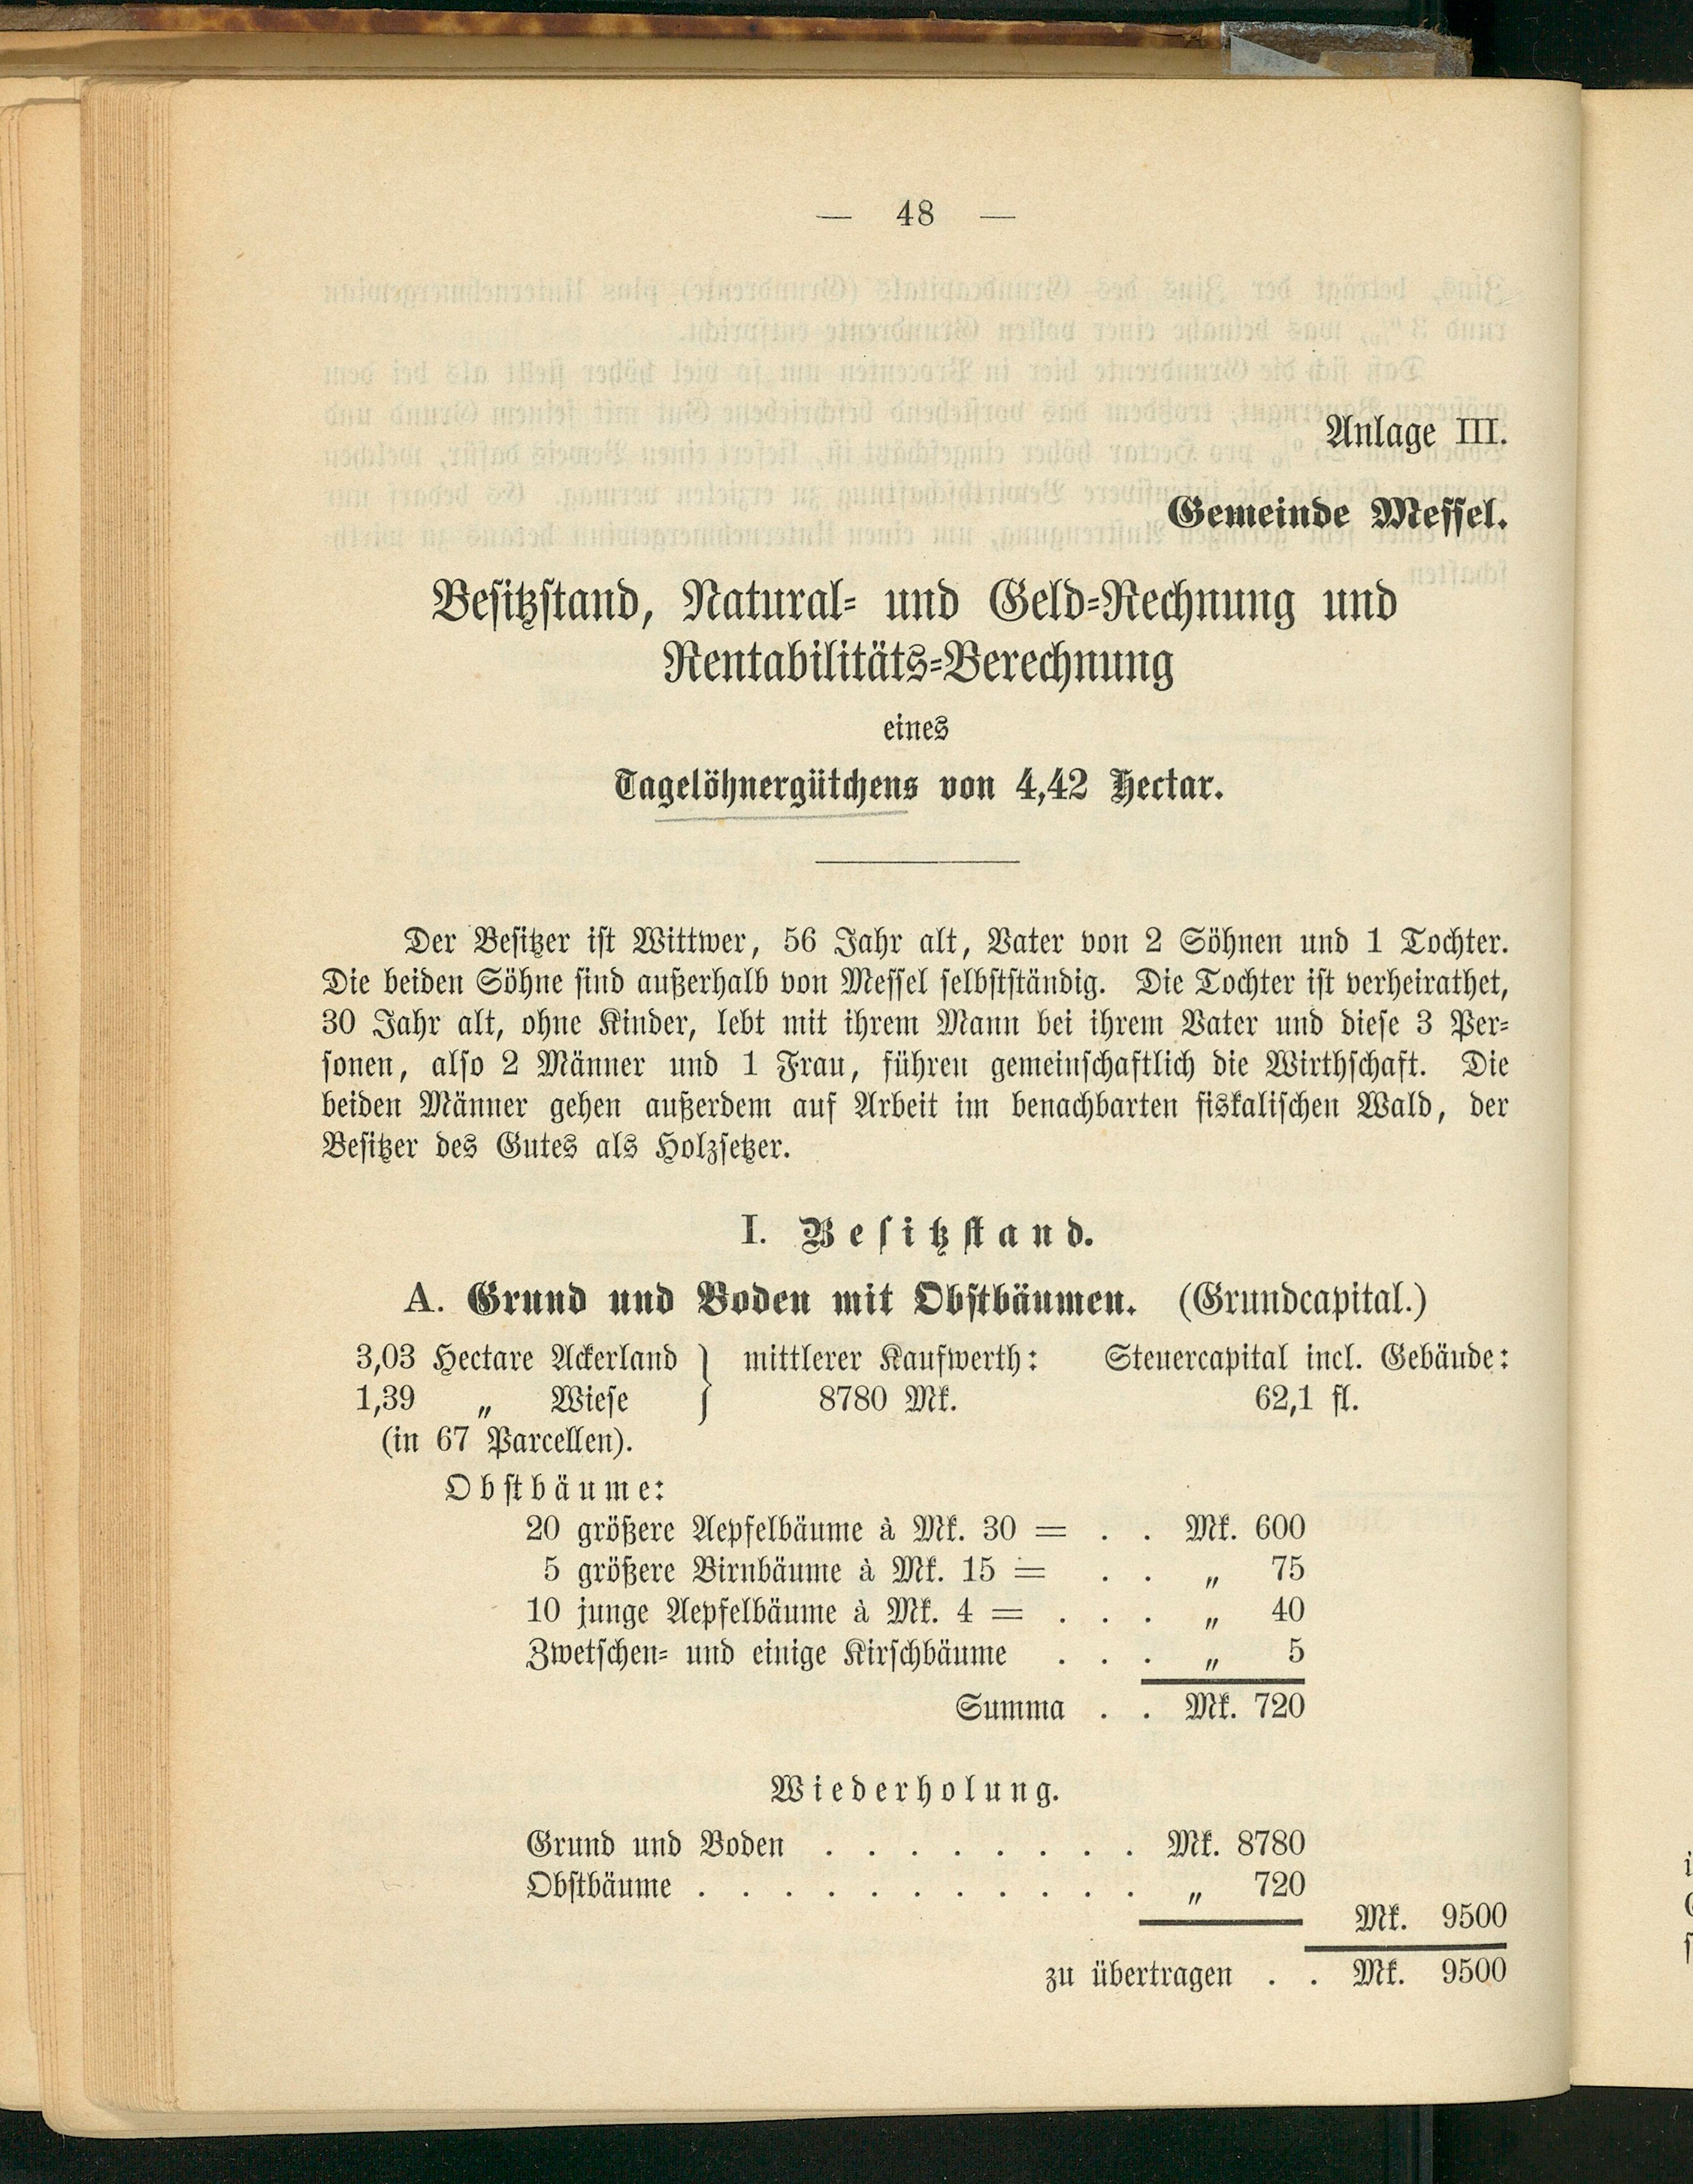 — 48 —
Anlage III.
Gemeinde Messel.
Besitzstand, Natural- und Geld-Rechnung und
Rentabilitäts-Berechnung
eines
Tagelöhnergütchens von 4,42 Hectar.
Der Besitzer ist Wittwer, 56 Jahr alt, Vater von 2 Söhnen und 1 Tochter.
Die beiden Söhne sind außerhalb von Messel selbstständig. Die Tochter ist verheirathet,
30 Jahr alt, ohne Kinder, lebt mit ihrem Mann bei ihrem Vater und diese 3 Per-
sonen, also 2 Männer und 1 Frau, führen gemeinschaftlich die Wirthschaft. Die
beiden Männer gehen außerdem auf Arbeit im benachbarten fiskalischen Wald, der
Besitzer des Gutes als Holzsetzer.
I. Besitzstand.
A. Grund und Boden mit Obstbäumen. (Grundcapital.)
3,03 Hectare Ackerland } mittlerer Kaufwerth: Steuercapital incl. Gebäude:
1,39 „ Wiese } 8780 Mk. 62,1 fl.
(in 67 Parcellen).
Obstbäume:
20 größere Aepfelbäume à Mk. 30 = . . Mk. 600
5 größere Birnbäume à Mk. 15 = . . „ 75
10 junge Aepfelbäume à Mk. 4 = . . . „ 40
Zwetschen- und einige Kirschbäume . . . „ 5
Summa . . Mk. 720
Wiederholung.
Grund und Boden . . . . . . . . Mk. 8780
Obstbäume . . . . . . . . . . . „ 720
Mk. 9500
zu übertragen . . Mk. 9500